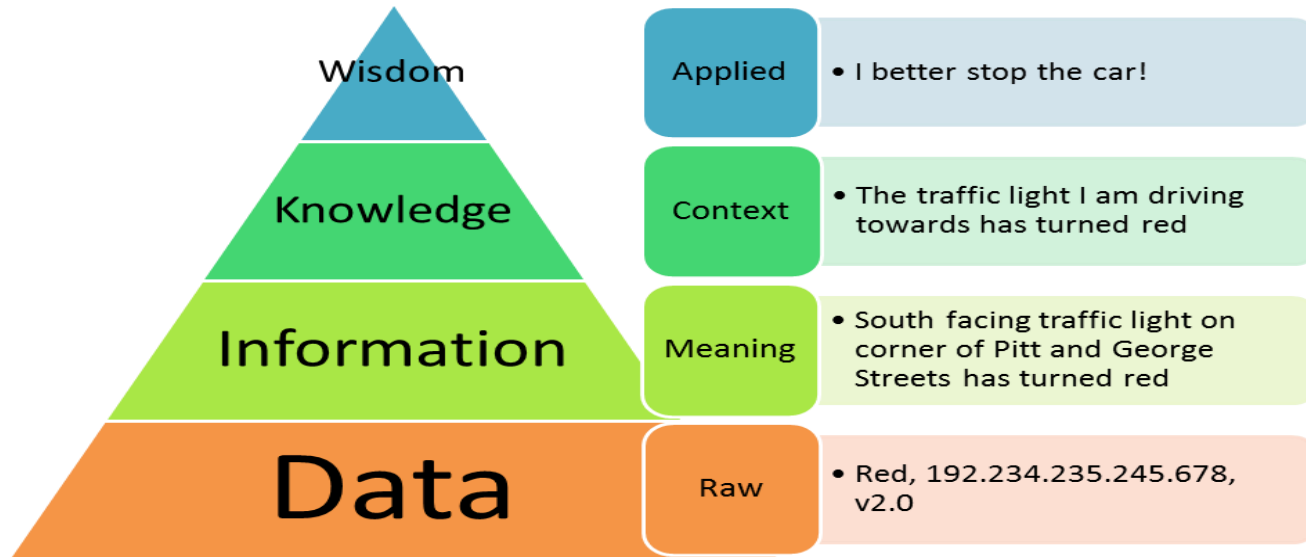 Wisdom
Applied
• I better stop the car!
Knowledge
Context
• The traffic light I am driving
towards has turned red
Information
Meaning
• South facing traffic light on
corner of Pitt and George
Streets has turned red
Data
Raw
• Red, 192.234.235.245.678,
v2.0